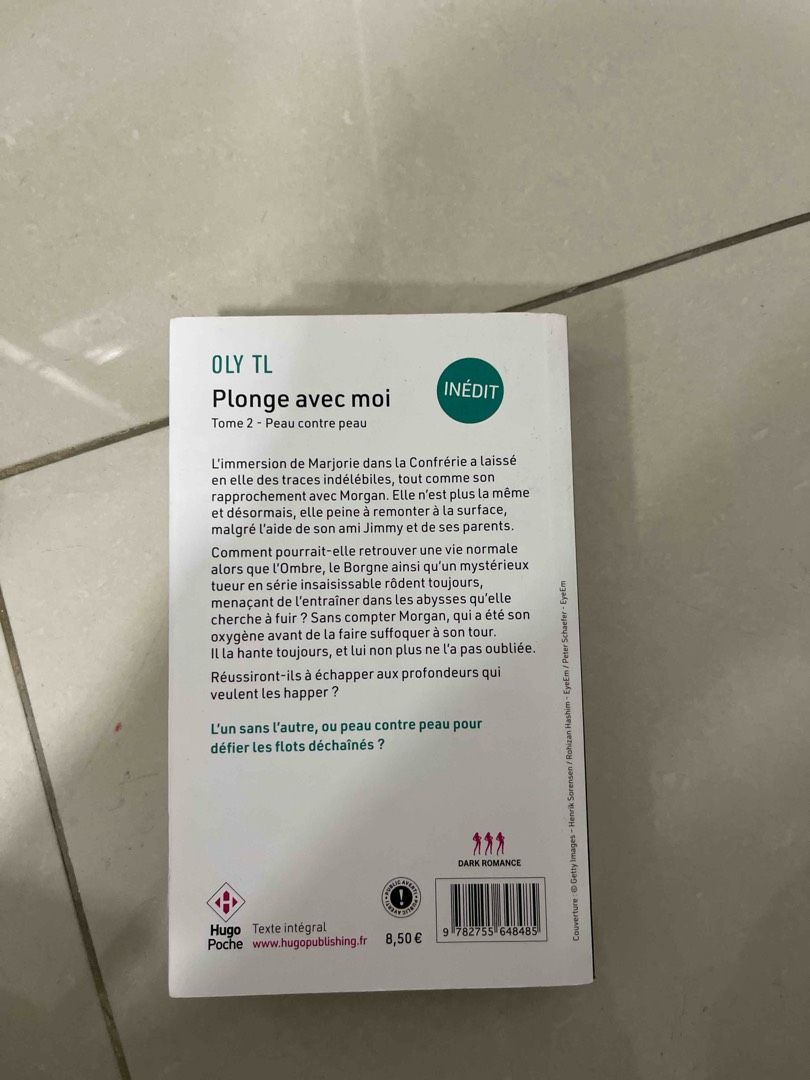 OLY TL
INÉDIT
Plonge avec moi
Tome 2 - Peau contre peau
L'immersion de Marjorie dans la Confrérie a laissé
en elle des traces indélébiles, tout comme son
rapprochement avec Morgan. Elle n'est plus la même
et désormais, elle peine à remonter à la surface,
malgré l'aide de son ami Jimmy et de ses parents.
Comment pourrait-elle retrouver une vie normale
alors que l'Ombre, le Borgne ainsi qu'un mystérieux
tueur en série insaisissable rôdent toujours,
menaçant de l'entraîner dans les abysses qu'elle
cherche à fuir ? Sans compter Morgan, qui a été son
oxygène avant de la faire suffoquer à son tour.
Il la hante toujours, et lui non plus ne l'a pas oubliée.
Réussiront-ils à échapper aux profondeurs qui
veulent les happer ?
L'un sans l'autre, ou peau contre peau pour
défier les flots déchaînés ?
DARK ROMANCE
Hugo
Poche
Texte intégral
www.hugopublishing.fr
PUBLIC AVERTI • PUBLIC AVERTI •
8,50 €
9 782755 648485
Couverture : © Getty Images - Henrik Sorensen / Rohizan Hashim - EyeEm / Peter Schaefer - EyeEm